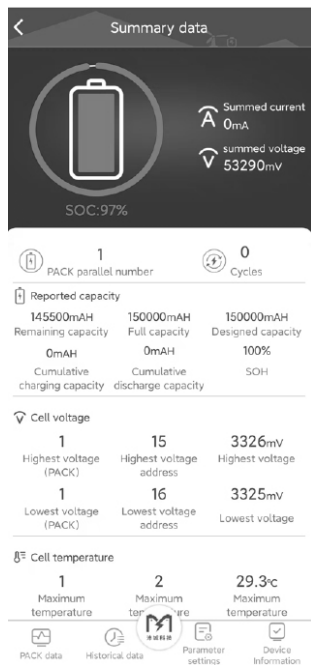 Summary data
Summed current
0mA
summed voltage
53290mV
SOC:97%
1
PACK parallel number
0
Cycles
Reported capacity
145500mAH
Remaining capacity
150000mAH
Full capacity
150000mAH
Designed capacity
0mAH
Cumulative
charging capacity
0mAH
Cumulative
discharge capacity
100%
SOH
Cell voltage
1
Highest voltage
(PACK)
15
Highest voltage
address
3326mV
Highest voltage
1
Lowest voltage
(PACK)
16
Lowest voltage
address
3325mV
Lowest voltage
Cell temperature
1
Maximum
temperature
2
Maximum
29.3℃
Maximum
temperature
PACK data
Historical data
Parameter
settings
Device
Information